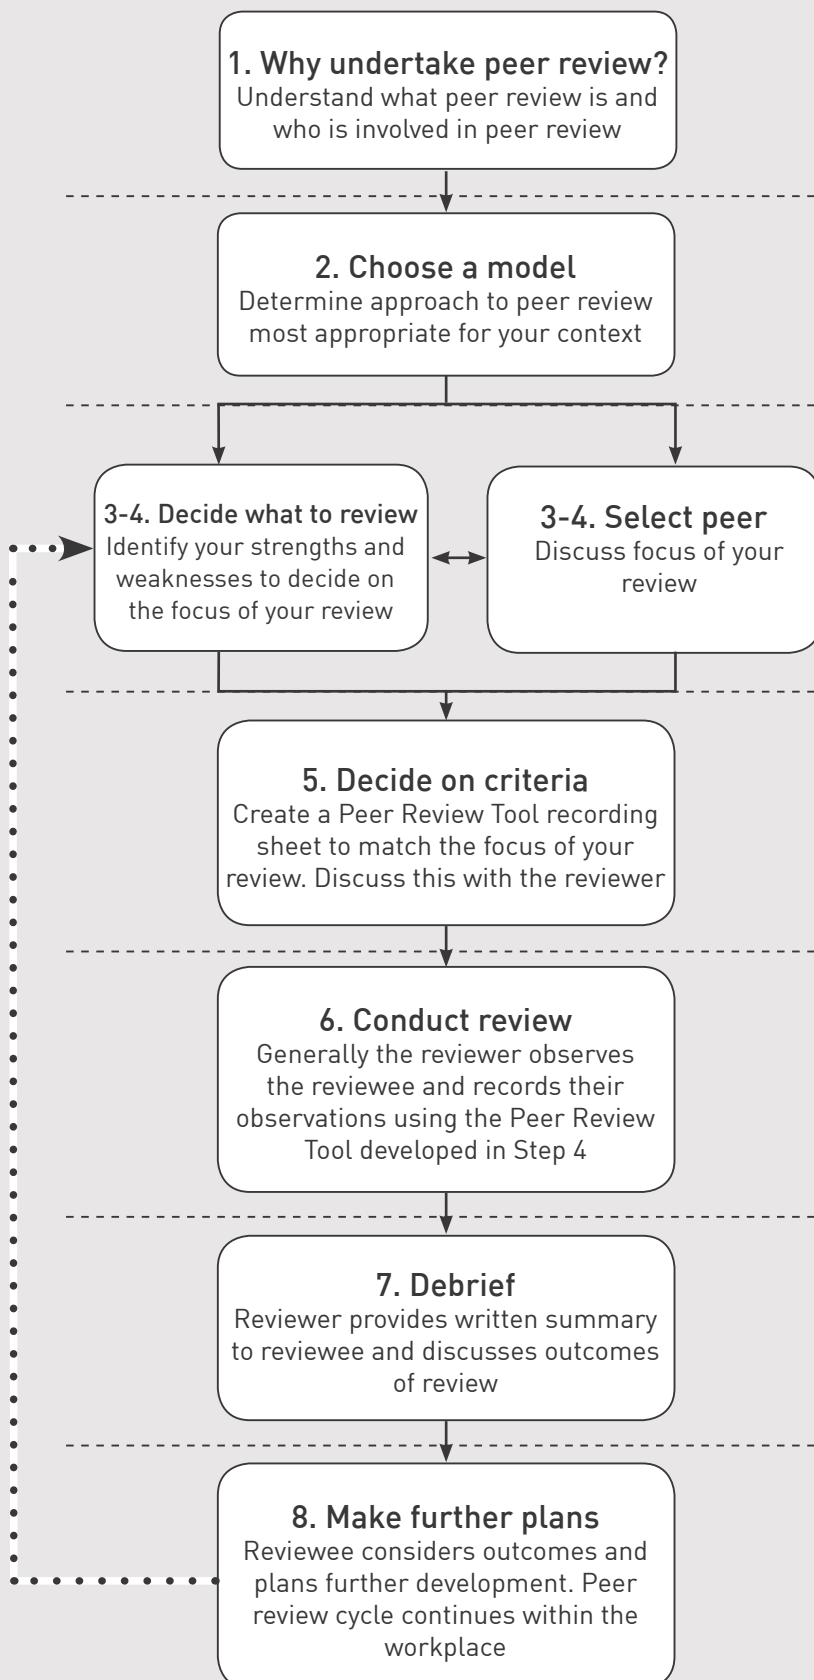 1. Why undertake peer review?
Understand what peer review is and
who is involved in peer review
2. Choose a model
Determine approach to peer review
most appropriate for your context
3-4. Decide what to review
Identify your strengths and
weaknesses to decide on
the focus of your review
3-4. Select peer
Discuss focus of your
review
5. Decide on criteria
Create a Peer Review Tool recording
sheet to match the focus of your
review. Discuss this with the reviewer
6. Conduct review
Generally the reviewer observes
the reviewee and records their
observations using the Peer Review
Tool developed in Step 4
7. Debrief
Reviewer provides written summary
to reviewee and discusses outcomes
of review
8. Make further plans
Reviewee considers outcomes and
plans further development. Peer
review cycle continues within the
workplace